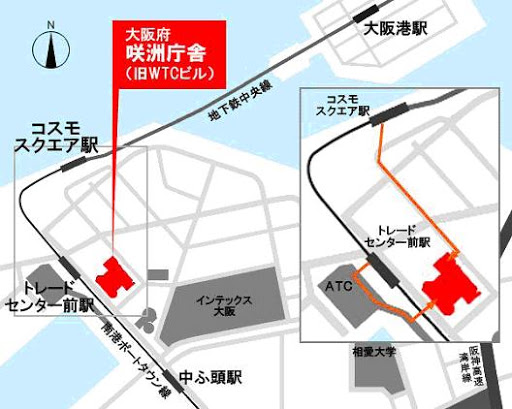 N
大阪府
咲洲庁舎
（旧WTCビル）
大阪港駅
地下鉄中央線
コスモ
スクエア駅
トレード
センター前駅
インテックス
大阪
南港ポートタウン線
中ふ頭駅
コスモ
スクエア駅
トレード
センター前駅
ATC
相愛大学
阪神高速
湾岸線